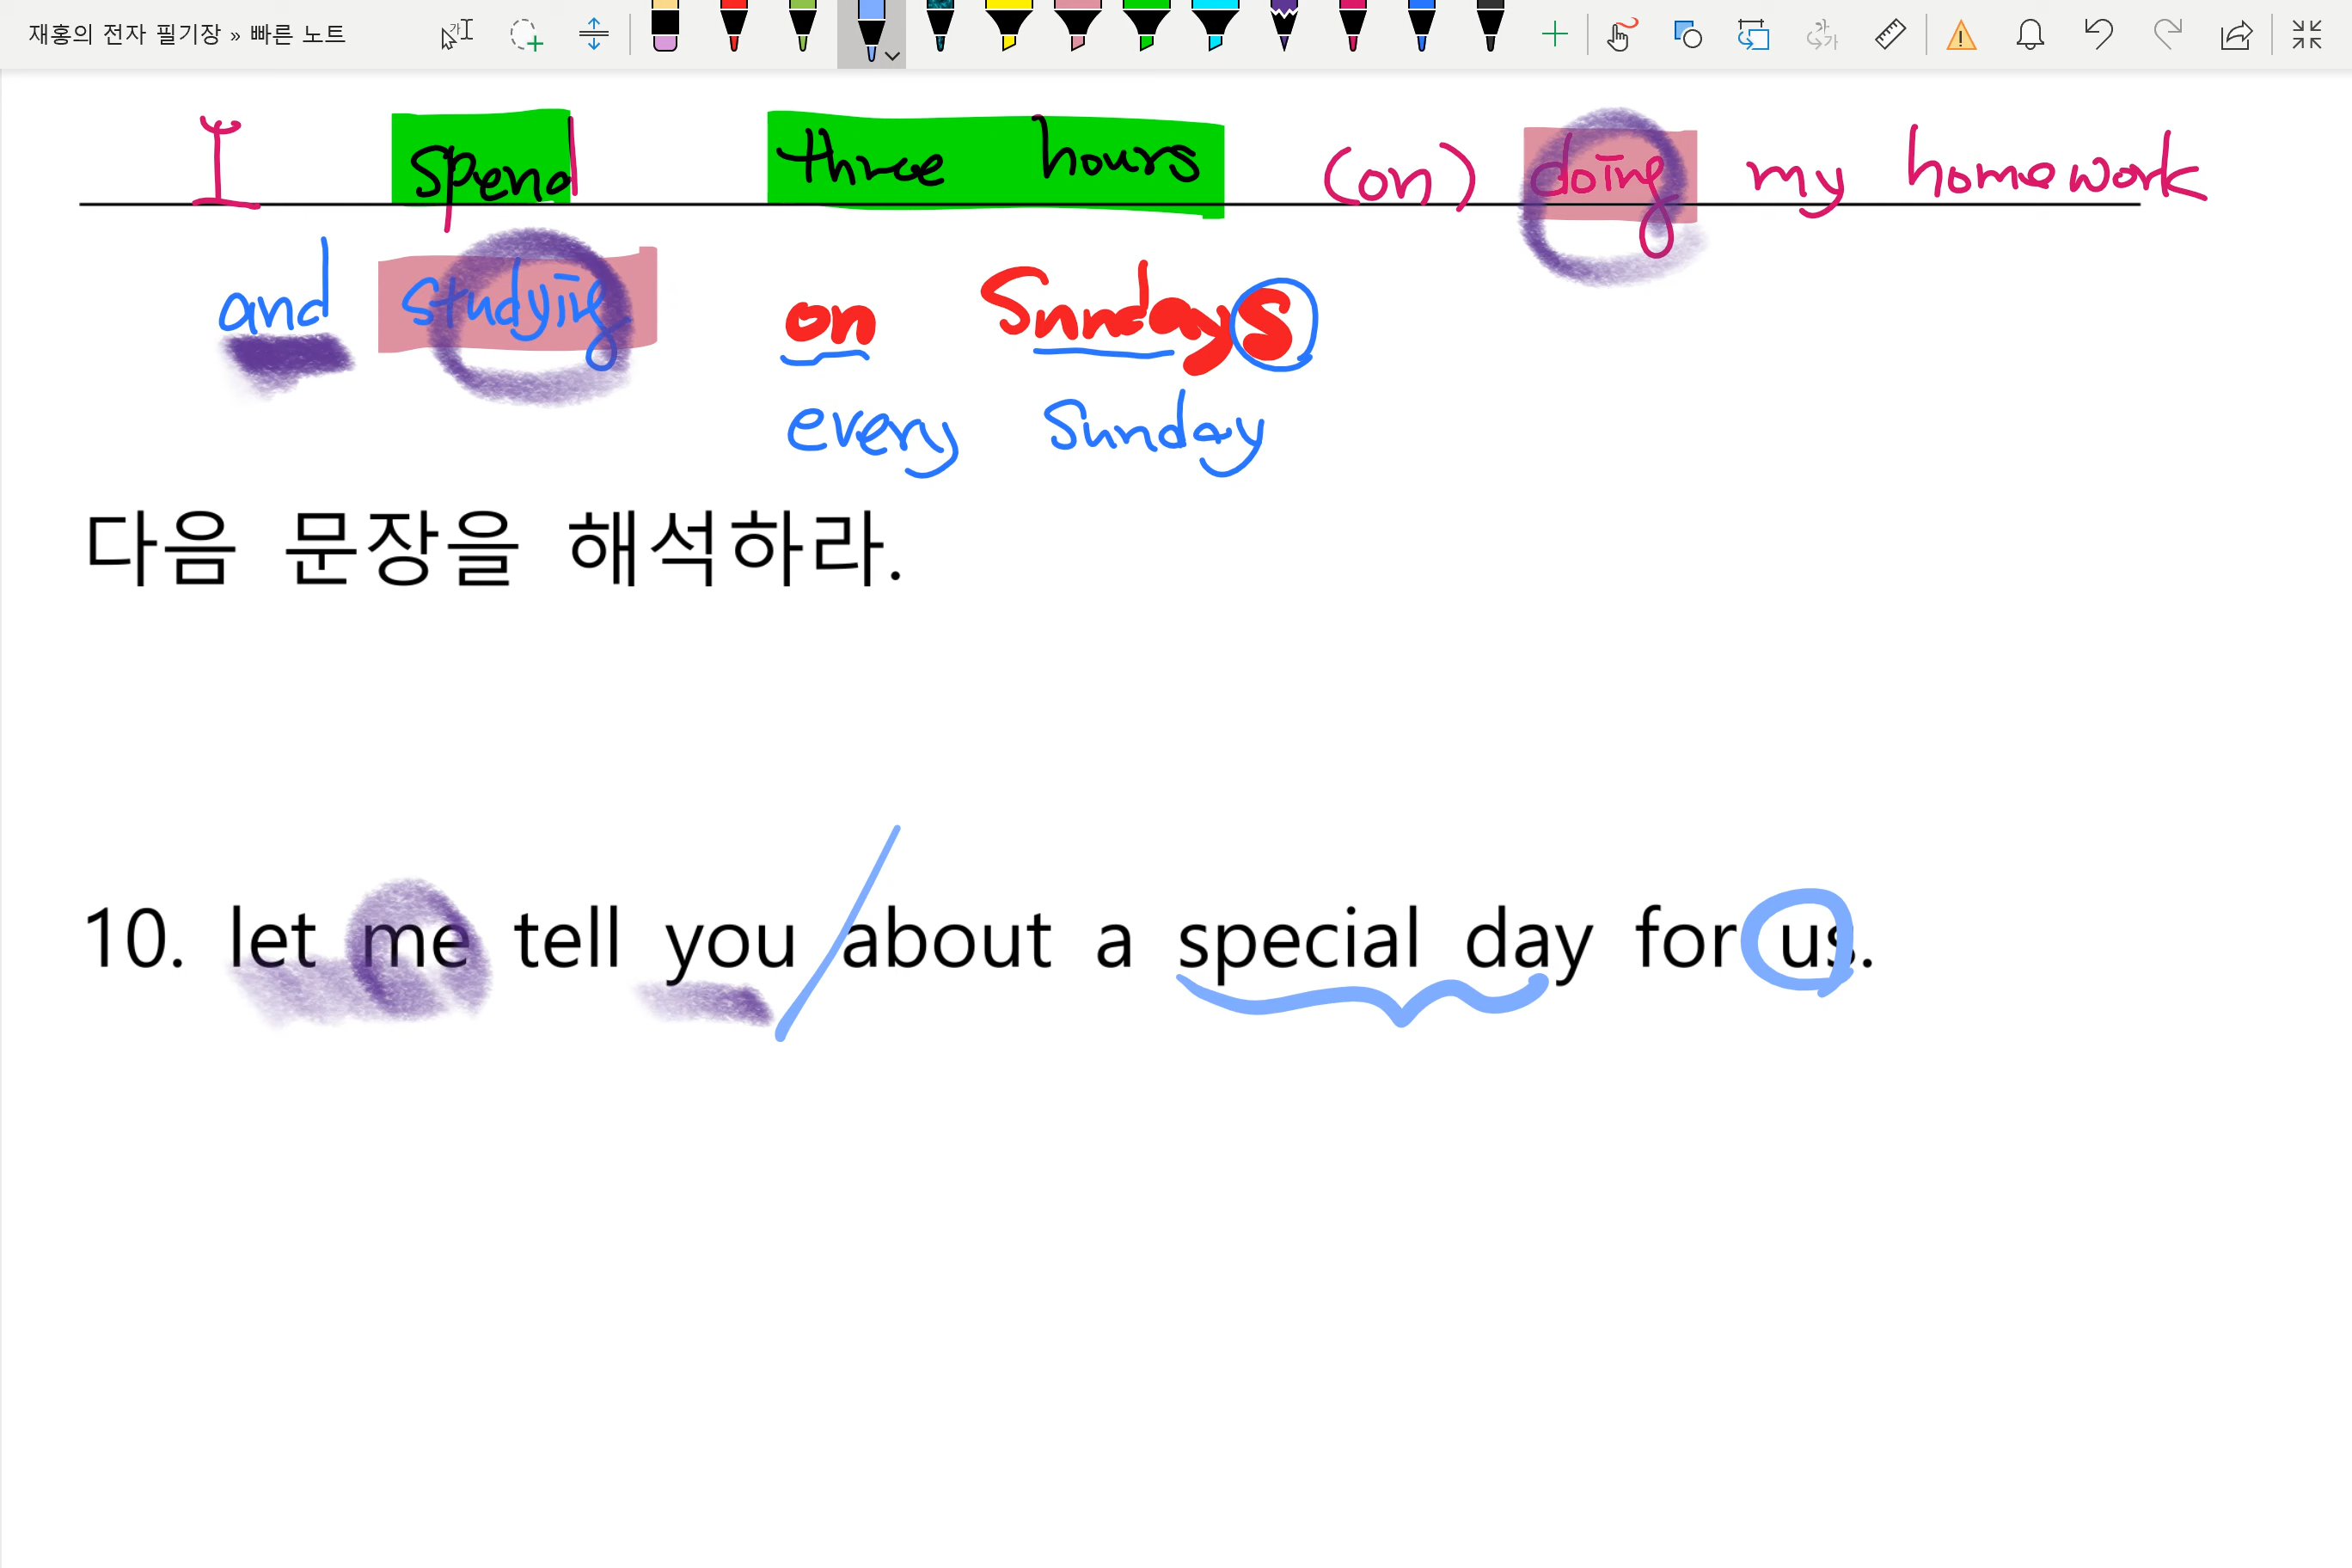 재홍의 전자 필기장 » 빠른 노트
I spend three hours (on) doing my homework
and studying on Sundays
every Sunday
다음 문장을 해석하라.
10. let me tell you / about a special day for us.